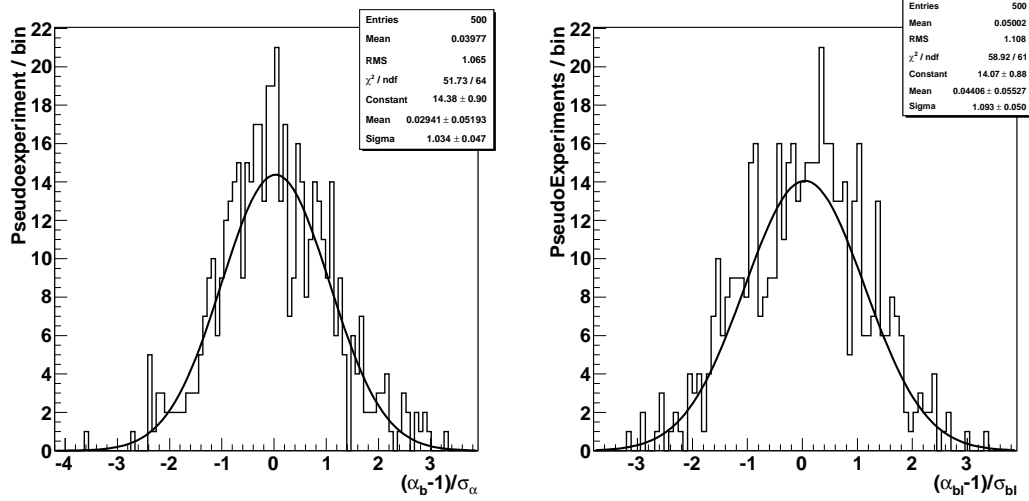 Entries 500
Mean 0.03977
RMS 1.065
χ² / ndf 51.73 / 64
Constant 14.38 ± 0.90
Mean 0.02941 ± 0.05193
Sigma 1.034 ± 0.047
Pseudoexperiment / bin
22
20
18
16
14
12
10
8
6
4
2
0
-4 -3 -2 -1 0 1 2 3
(α_b-1)/σ_α
Entries 500
Mean 0.05002
RMS 1.108
χ² / ndf 58.92 / 61
Constant 14.07 ± 0.88
Mean 0.04406 ± 0.05527
Sigma 1.093 ± 0.050
PseudoExperiments / bin
22
20
18
16
14
12
10
8
6
4
2
0
-3 -2 -1 0 1 2 3
(α_bl-1)/σ_bl